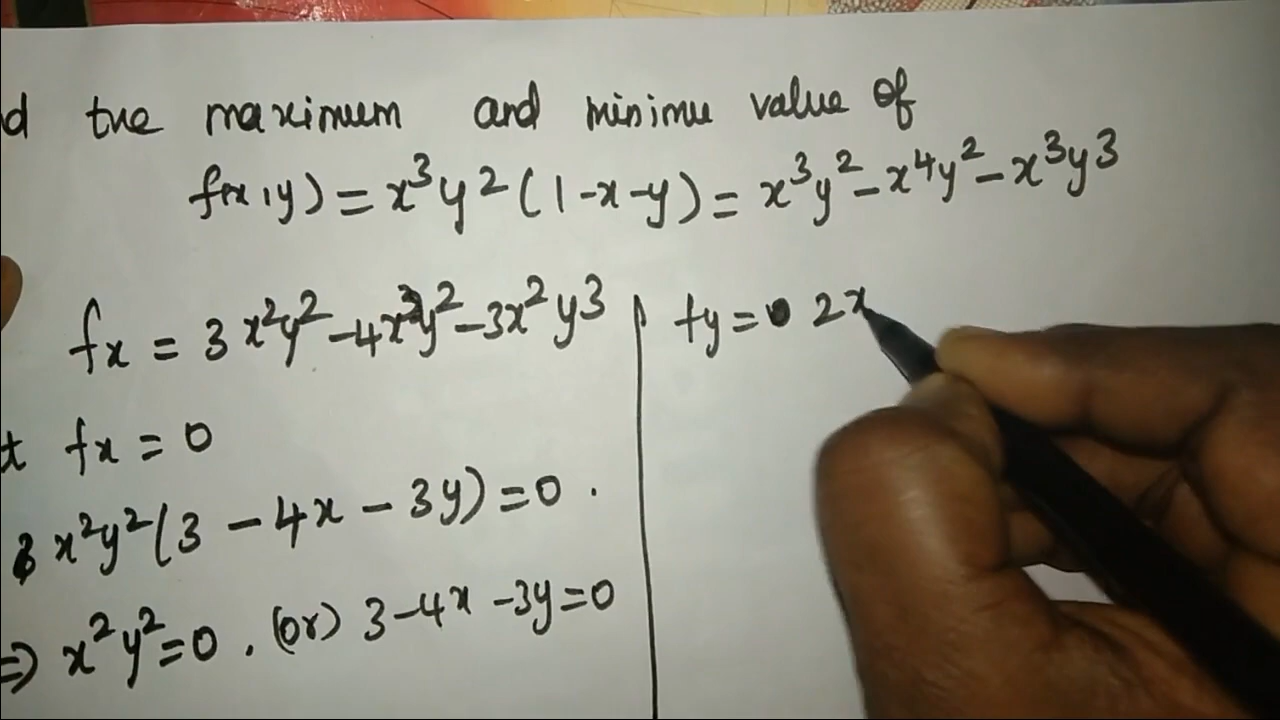 d the maximum and minimu value of
f(x,y) = x³y²(1-x-y) = x³y²-x⁴y²-x³y³
fx = 3x²y²-4x³y²-3x²y³
fy = 2x
t fx = 0
x²y²(3-4x-3y)=0.
⇒ x²y²=0. (or) 3-4x-3y=0